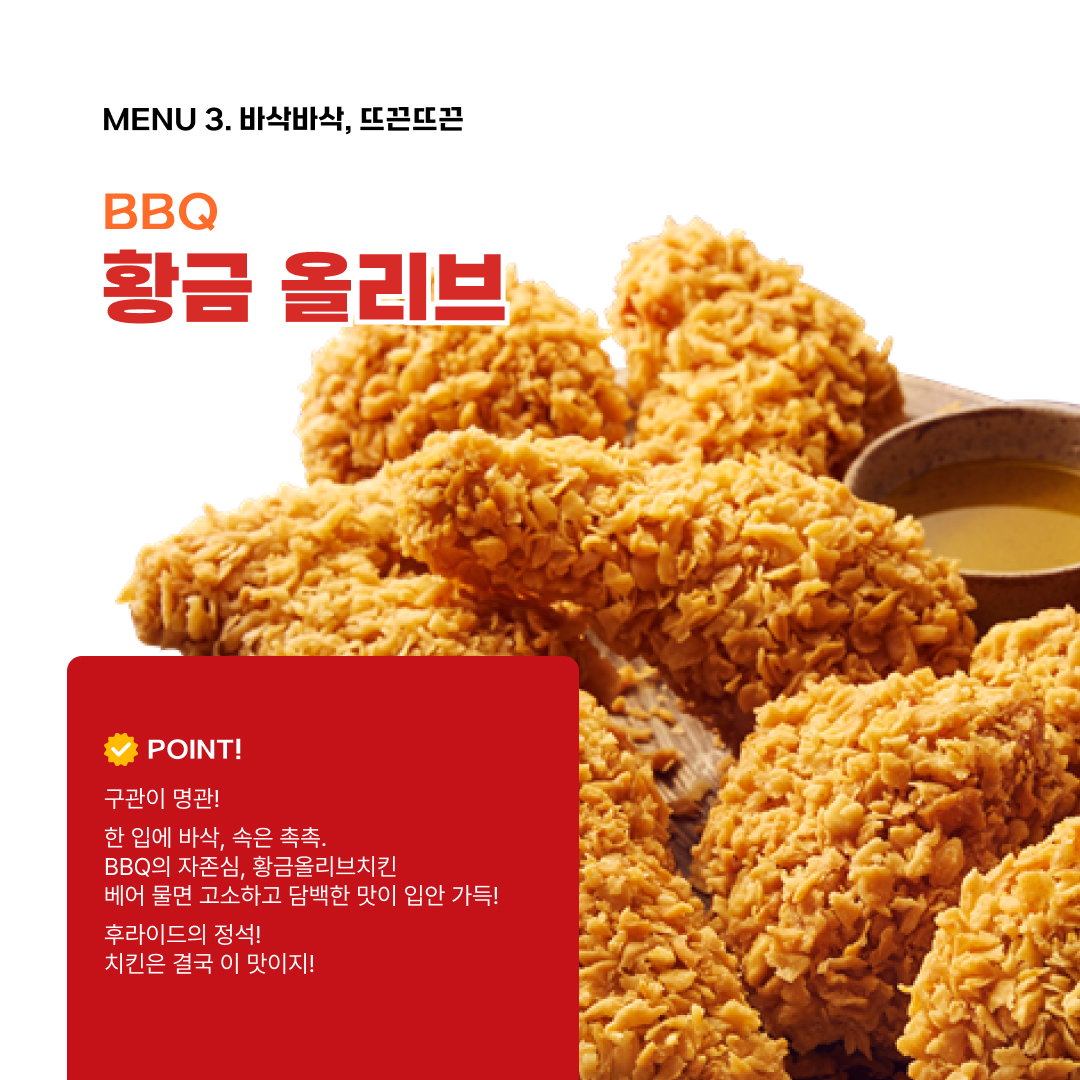 MENU 3. 바삭바삭, 뜨끈뜨끈
BBQ
황금 올리브
POINT!
구관이 명관!
한 입에 바삭, 속은 촉촉.
BBQ의 자존심, 황금올리브치킨
베어 물면 고소하고 담백한 맛이 입안 가득!
후라이드의 정석!
치킨은 결국 이 맛이지!